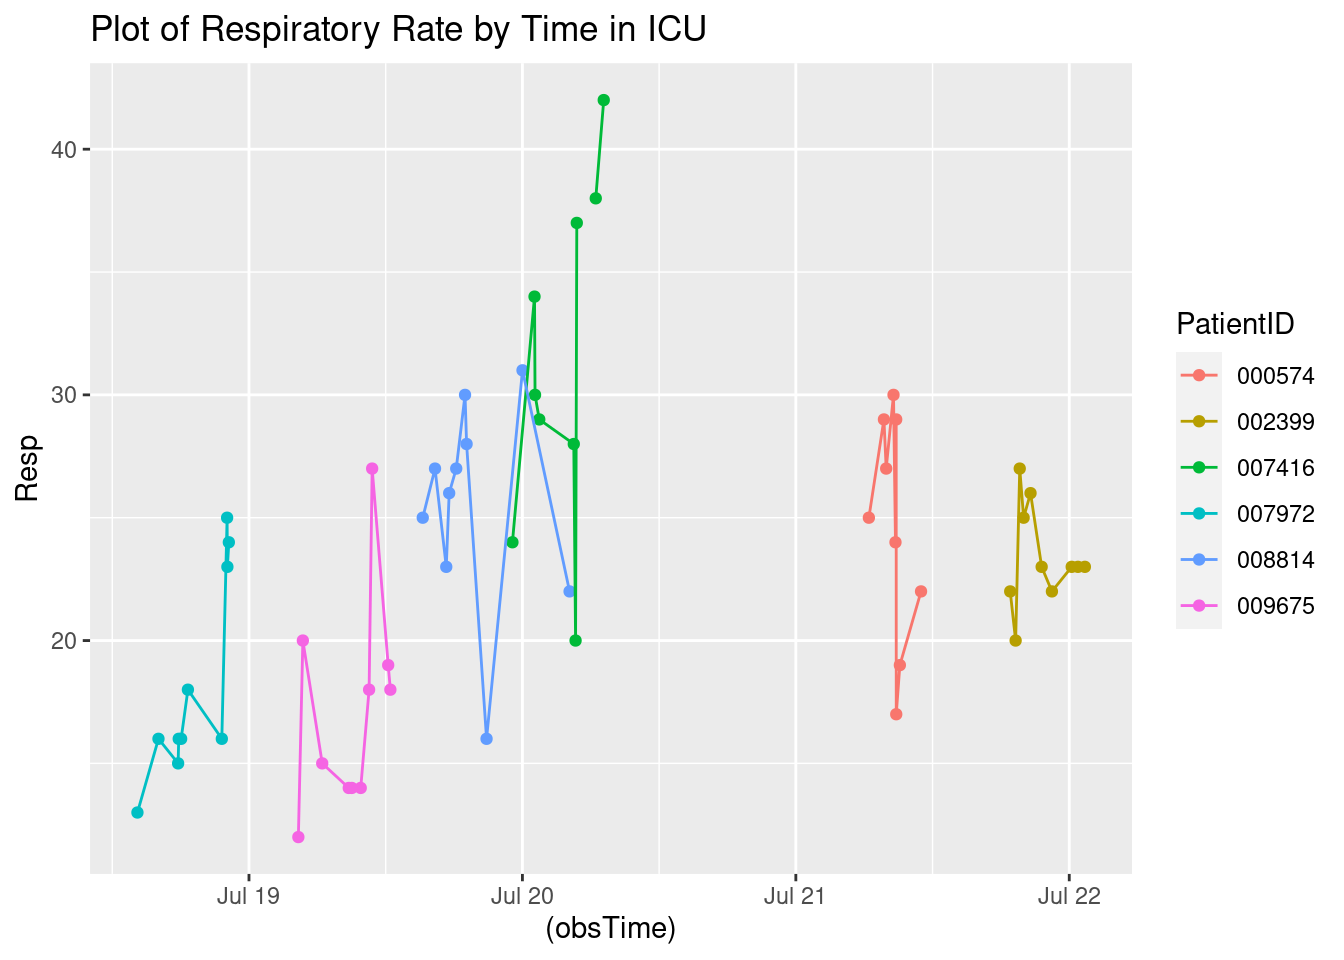 Plot of Respiratory Rate by Time in ICU
Resp
40
30
20
Jul 19
Jul 20
Jul 21
Jul 22
(obsTime)
PatientID
000574
002399
007416
007972
008814
009675